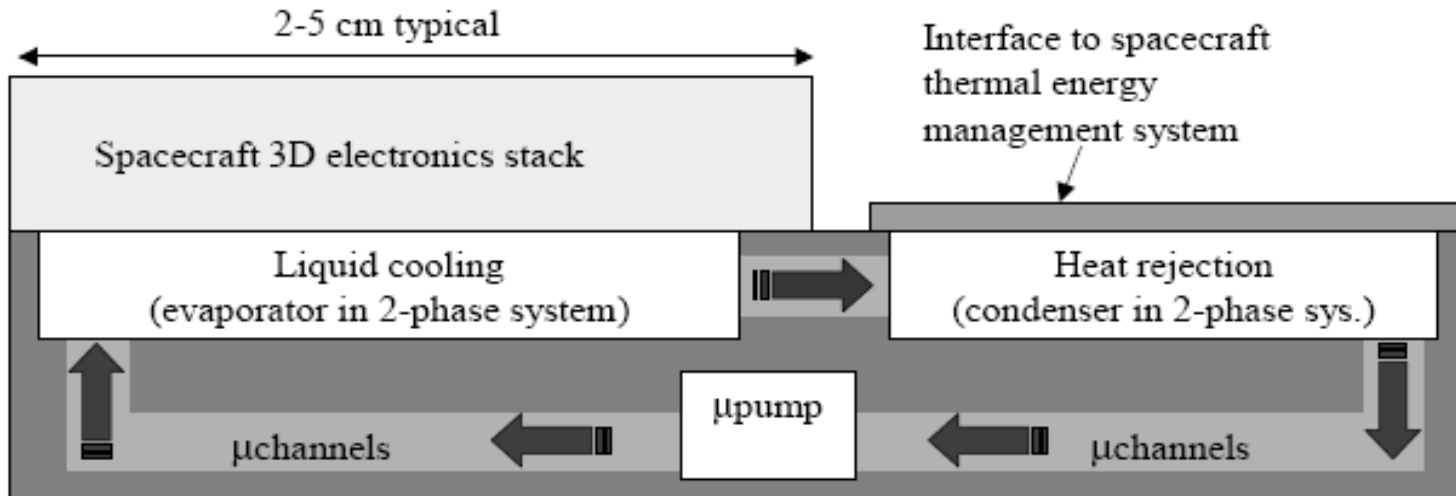 2-5 cm typical
Interface to spacecraft
thermal energy
management system
Spacecraft 3D electronics stack
Liquid cooling
(evaporator in 2-phase system)
Heat rejection
(condenser in 2-phase sys.)
μpump
μchannels
μchannels